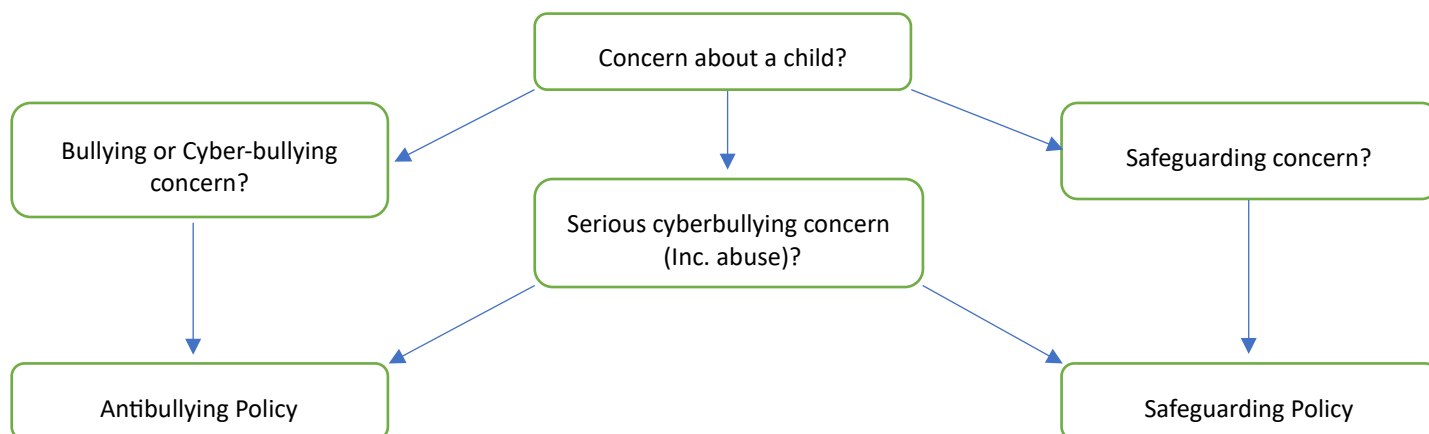 Concern about a child?
Bullying or Cyber-bullying
concern?
Serious cyberbullying concern
(Inc. abuse)?
Safeguarding concern?
Antibullying Policy
Safeguarding Policy